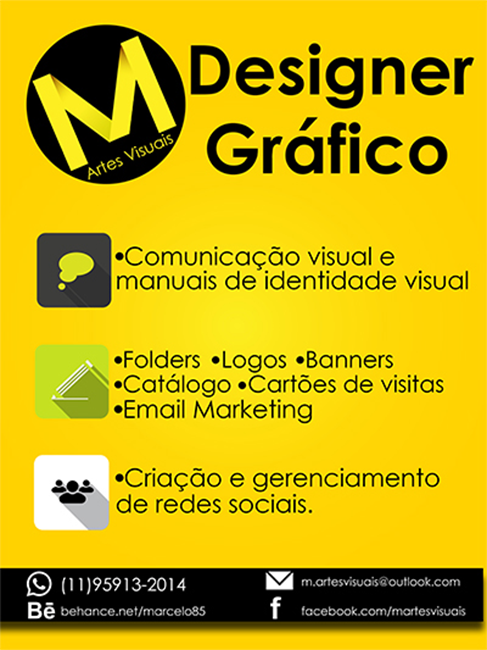 M
Artes Visuais
Designer
Gráfico
•Comunicação visual e
manuais de identidade visual
•Folders •Logos •Banners
•Catálogo •Cartões de visitas
•Email Marketing
•Criação e gerenciamento
de redes sociais.
(11)95913-2014
m.artesvisuais@outlook.com
Bē behance.net/marcelo85
f facebook.com/martesvisuais